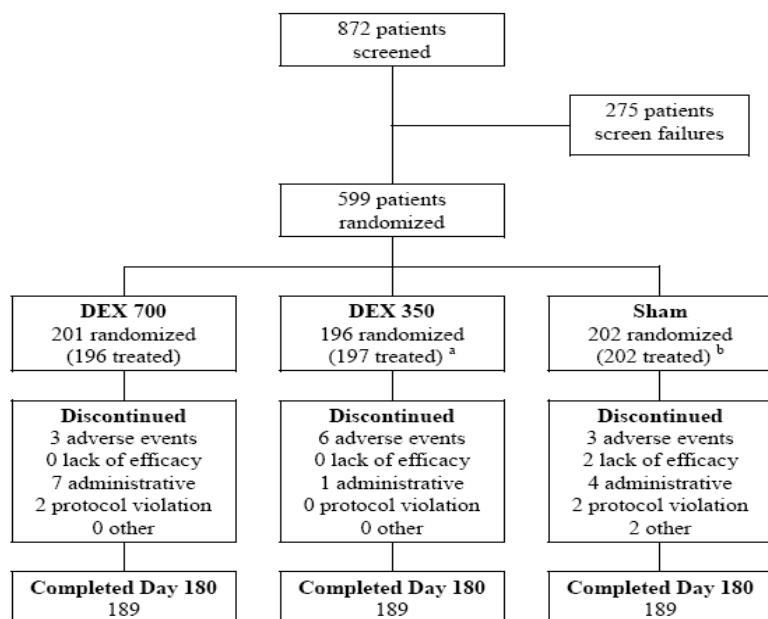 872 patients
screened
275 patients
screen failures
599 patients
randomized
DEX 700
201 randomized
(196 treated)
DEX 350
196 randomized
(197 treated) a
Sham
202 randomized
(202 treated) b
Discontinued
3 adverse events
0 lack of efficacy
7 administrative
2 protocol violation
0 other
Discontinued
6 adverse events
0 lack of efficacy
1 administrative
0 protocol violation
0 other
Discontinued
3 adverse events
2 lack of efficacy
4 administrative
2 protocol violation
2 other
Completed Day 180
189
Completed Day 180
189
Completed Day 180
189